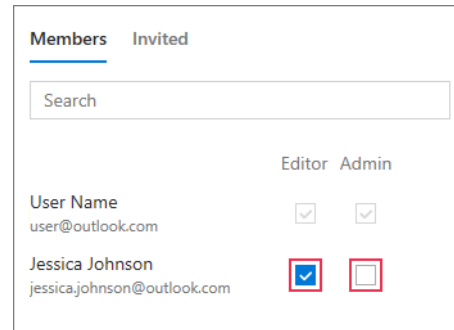 Members Invited
Search
Editor Admin
User Name
user@outlook.com
Jessica Johnson
jessica.johnson@outlook.com